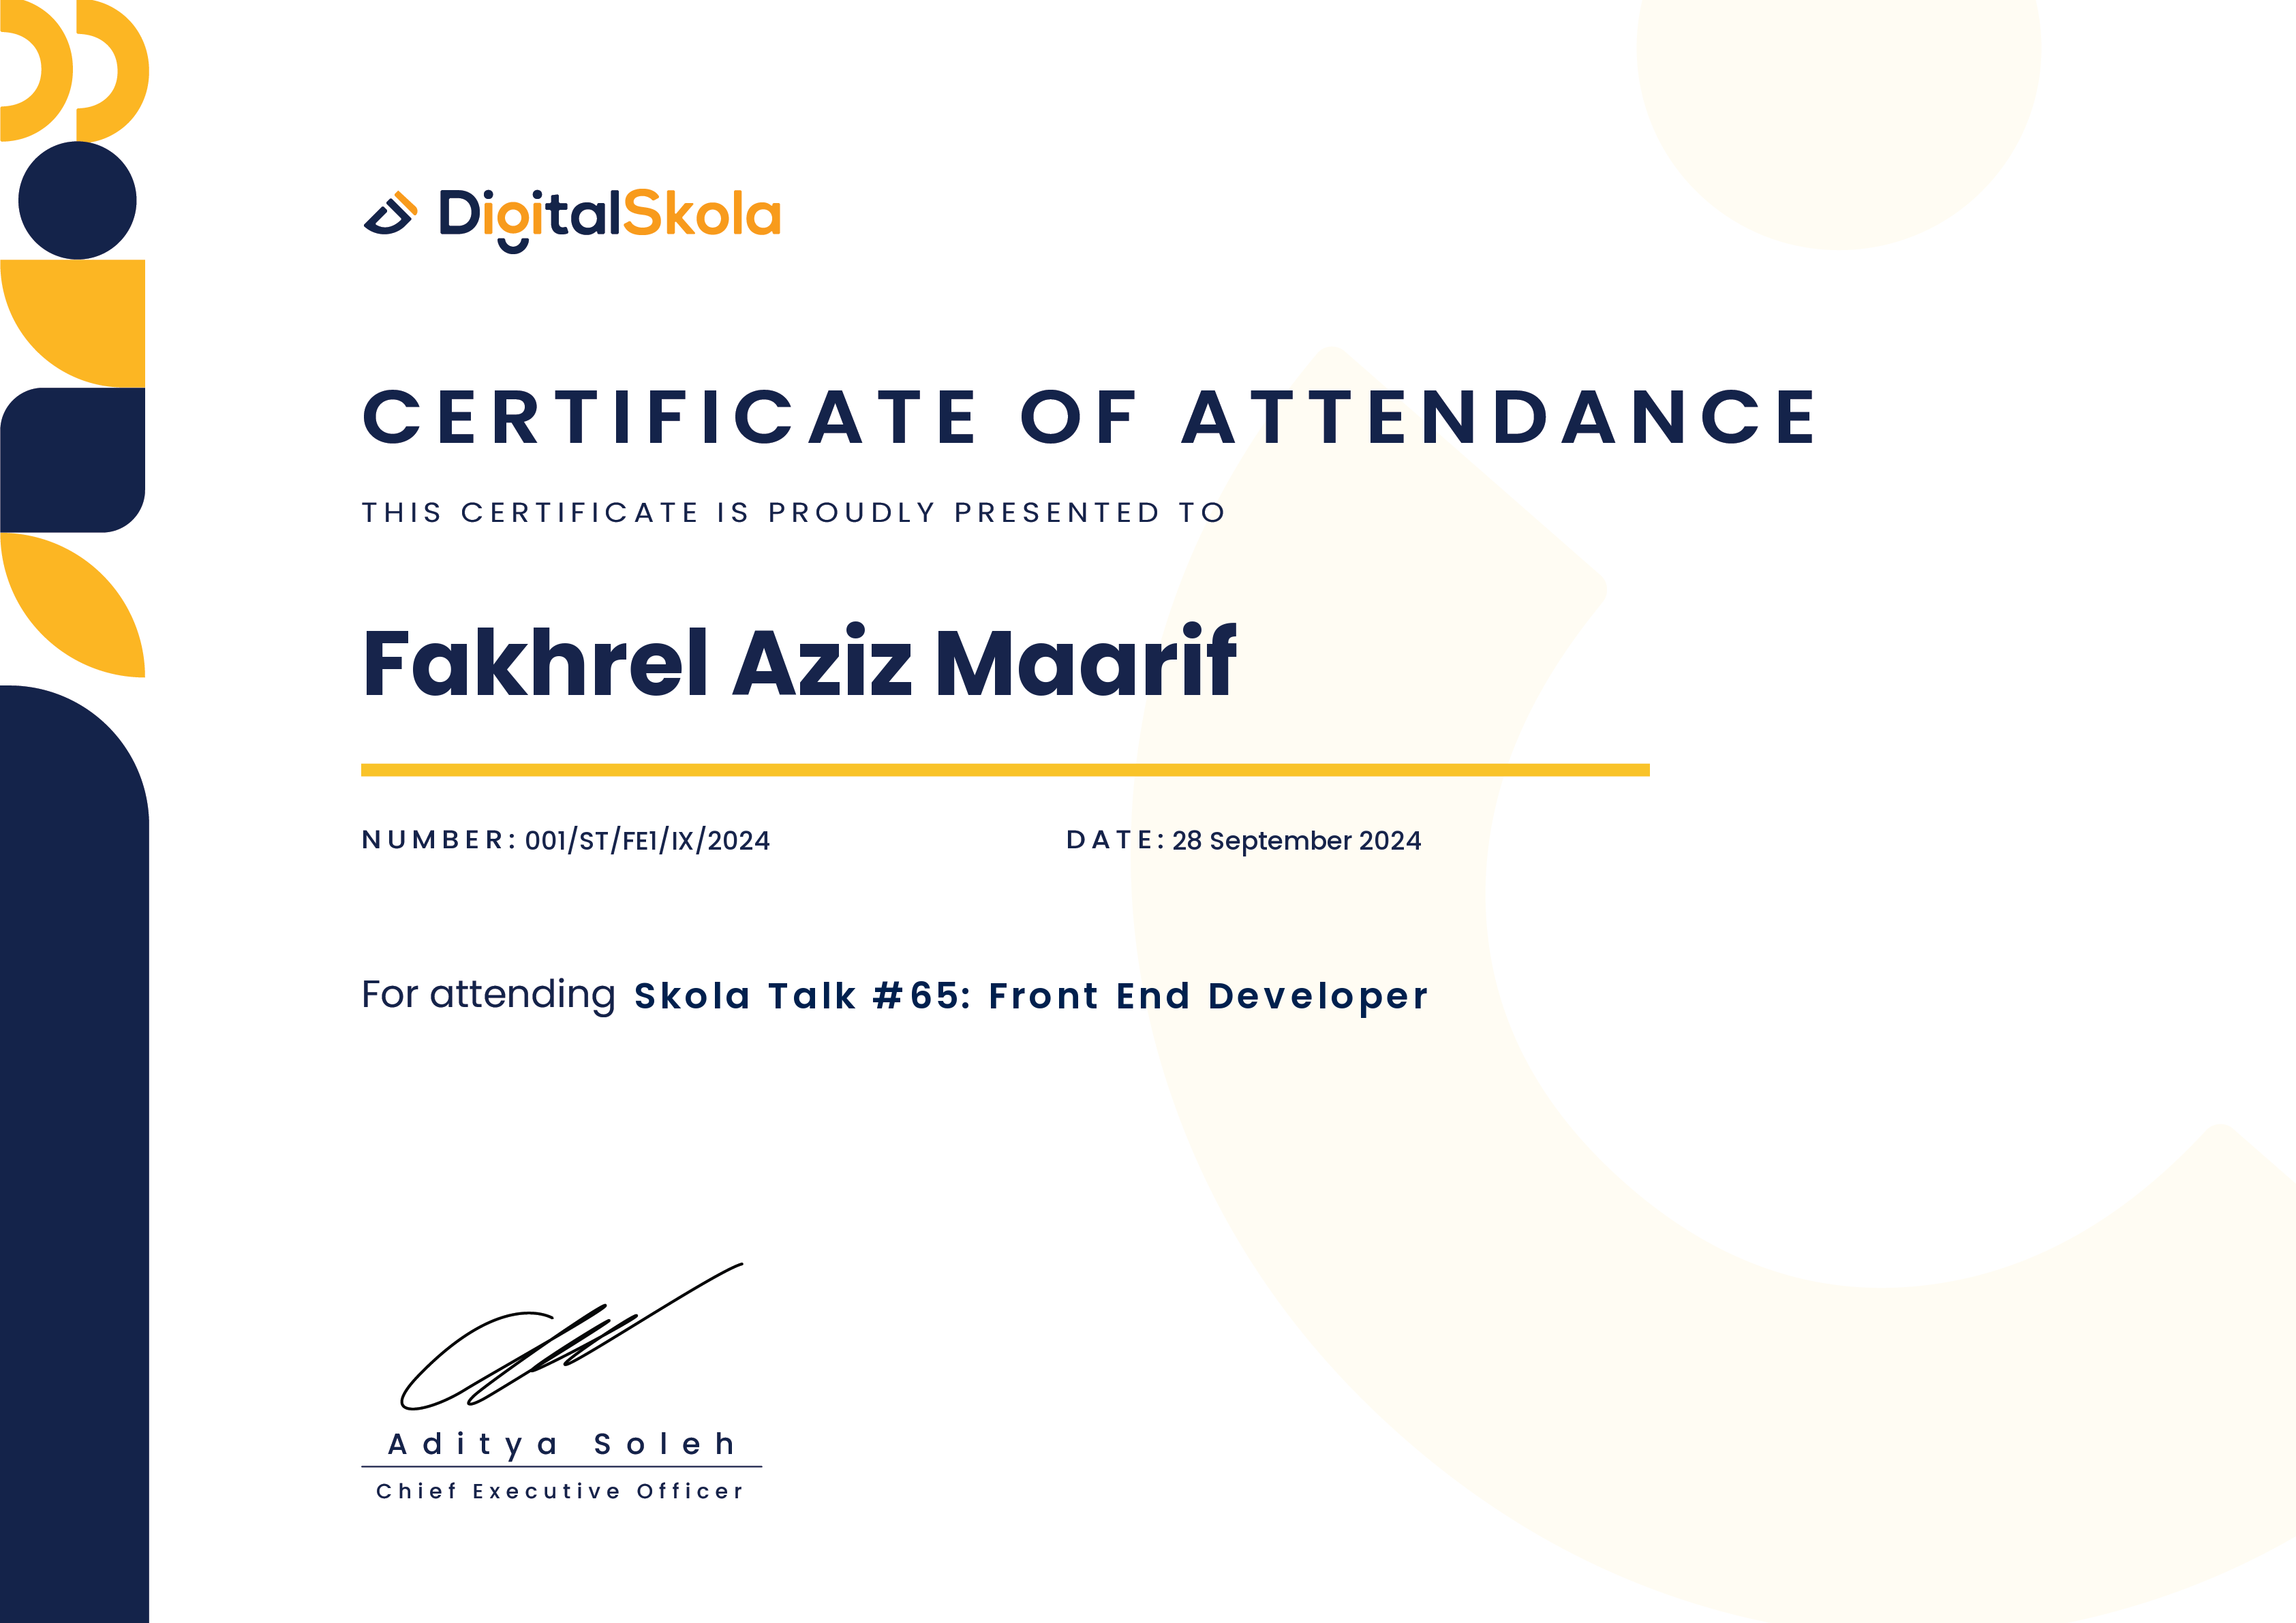 DigitalSkola
CERTIFICATE OF ATTENDANCE
THIS CERTIFICATE IS PROUDLY PRESENTED TO
Fakhrel Aziz Maarif
NUMBER: 001/ST/FE1/IX/2024 DATE: 28 September 2024
For attending Skola Talk #65: Front End Developer
Aditya Soleh
Chief Executive Officer